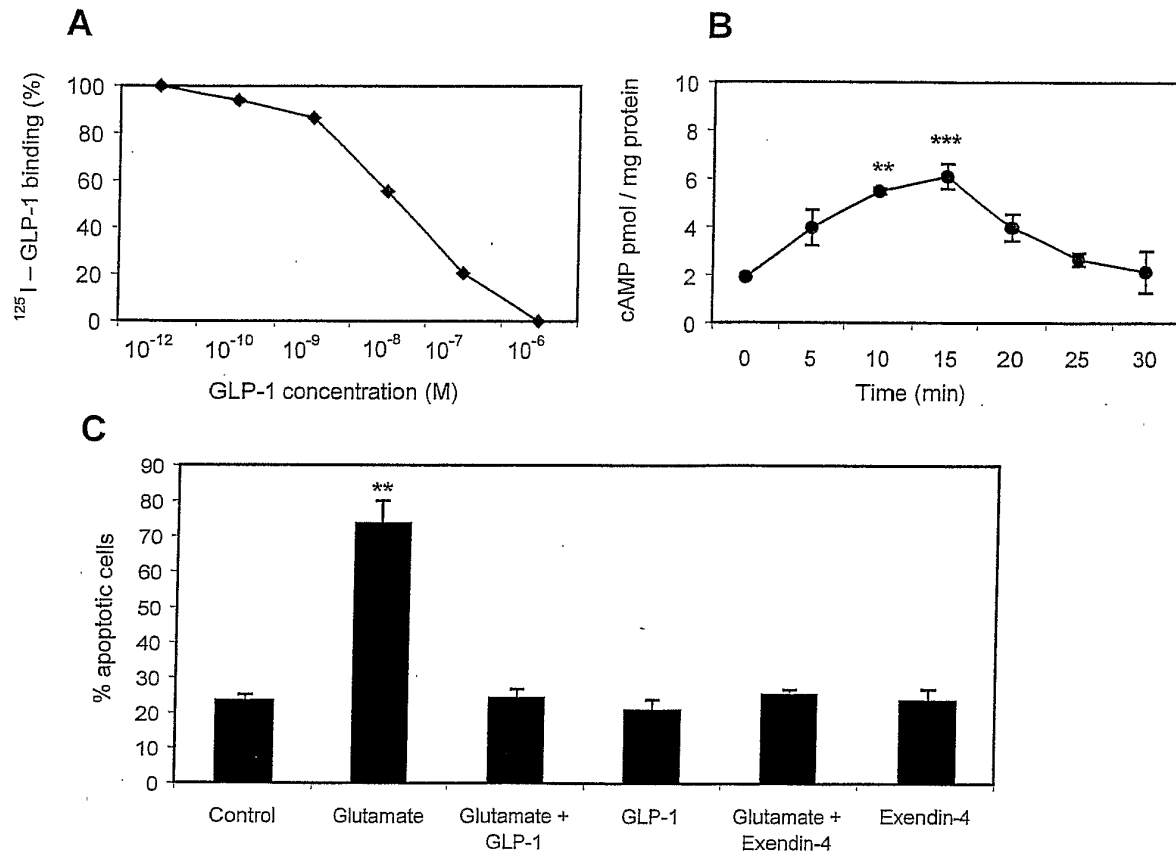 A
B
¹²⁵I – GLP-1 binding (%)
100
80
60
40
20
0
10⁻¹² 10⁻¹⁰ 10⁻⁹ 10⁻⁸ 10⁻⁷ 10⁻⁶
GLP-1 concentration (M)
cAMP pmol / mg protein
10
8
6
4
2
0
**
***
0 5 10 15 20 25 30
Time (min)
C
% apoptotic cells
90
80
70
60
50
40
30
20
10
0
**
Control Glutamate Glutamate + GLP-1 Glutamate + Exendin-4
GLP-1 Exendin-4